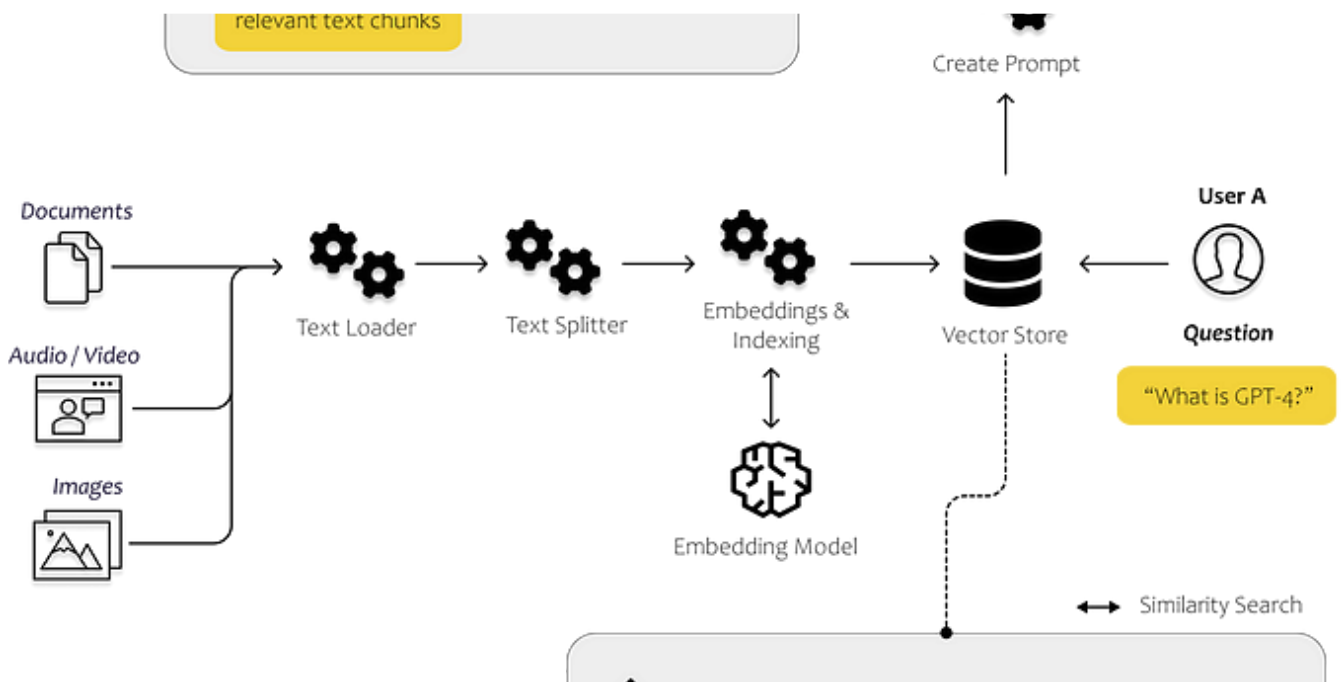 relevant text chunks
Create Prompt
Documents
User A
Text Loader
Text Splitter
Embeddings &
Indexing
Vector Store
Question
Audio / Video
“What is GPT-4?”
Images
Embedding Model
Similarity Search